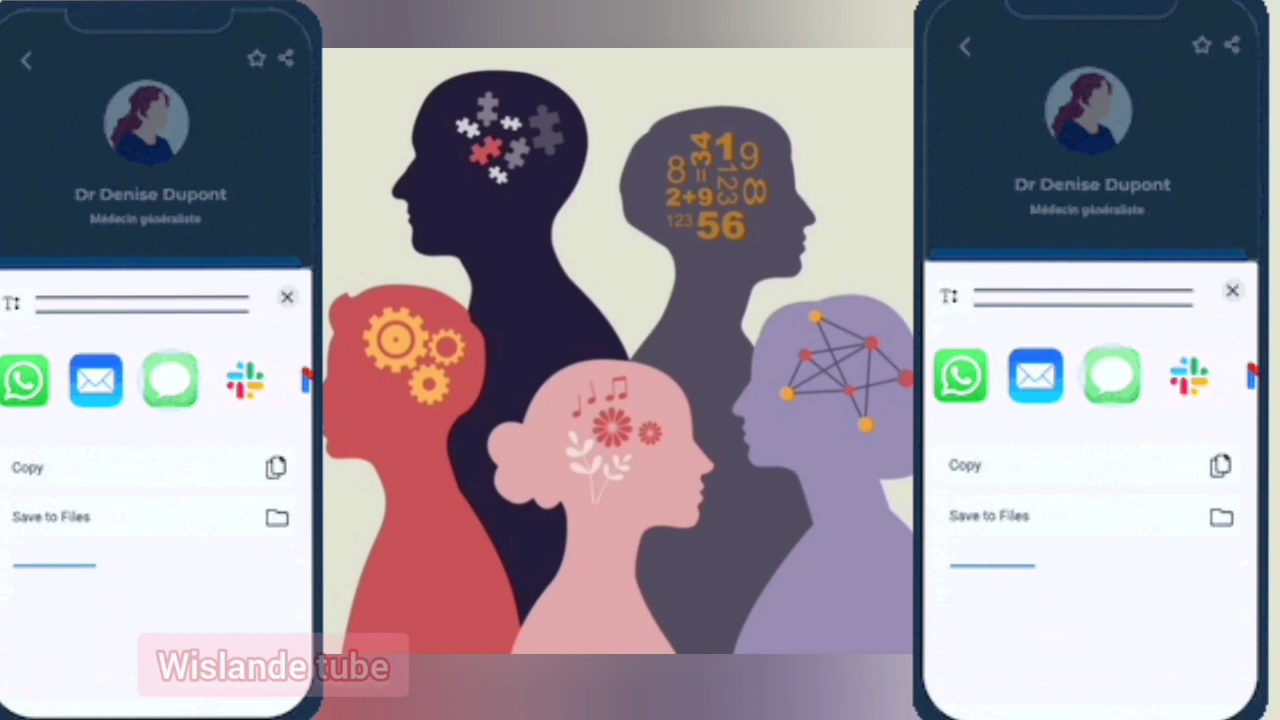 Dr Denise Dupont
Médecin généraliste
Copy
Save to Files
Wislande tube
8 =34 1 9
2+9 123 8
123 56
Dr Denise Dupont
Médecin généraliste
Copy
Save to Files